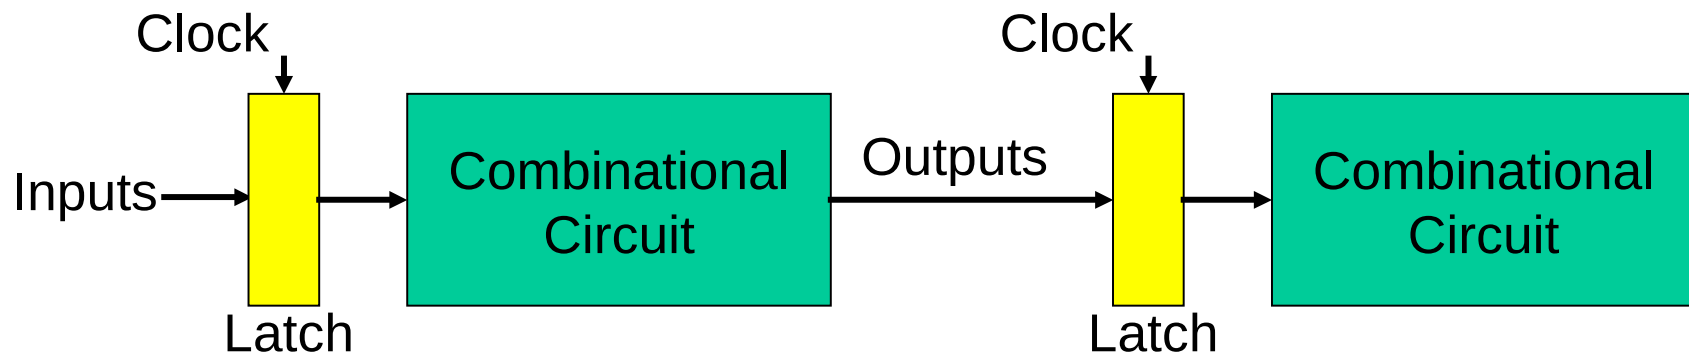 Clock
Clock
Inputs
Combinational
Circuit
Outputs
Combinational
Circuit
Latch
Latch